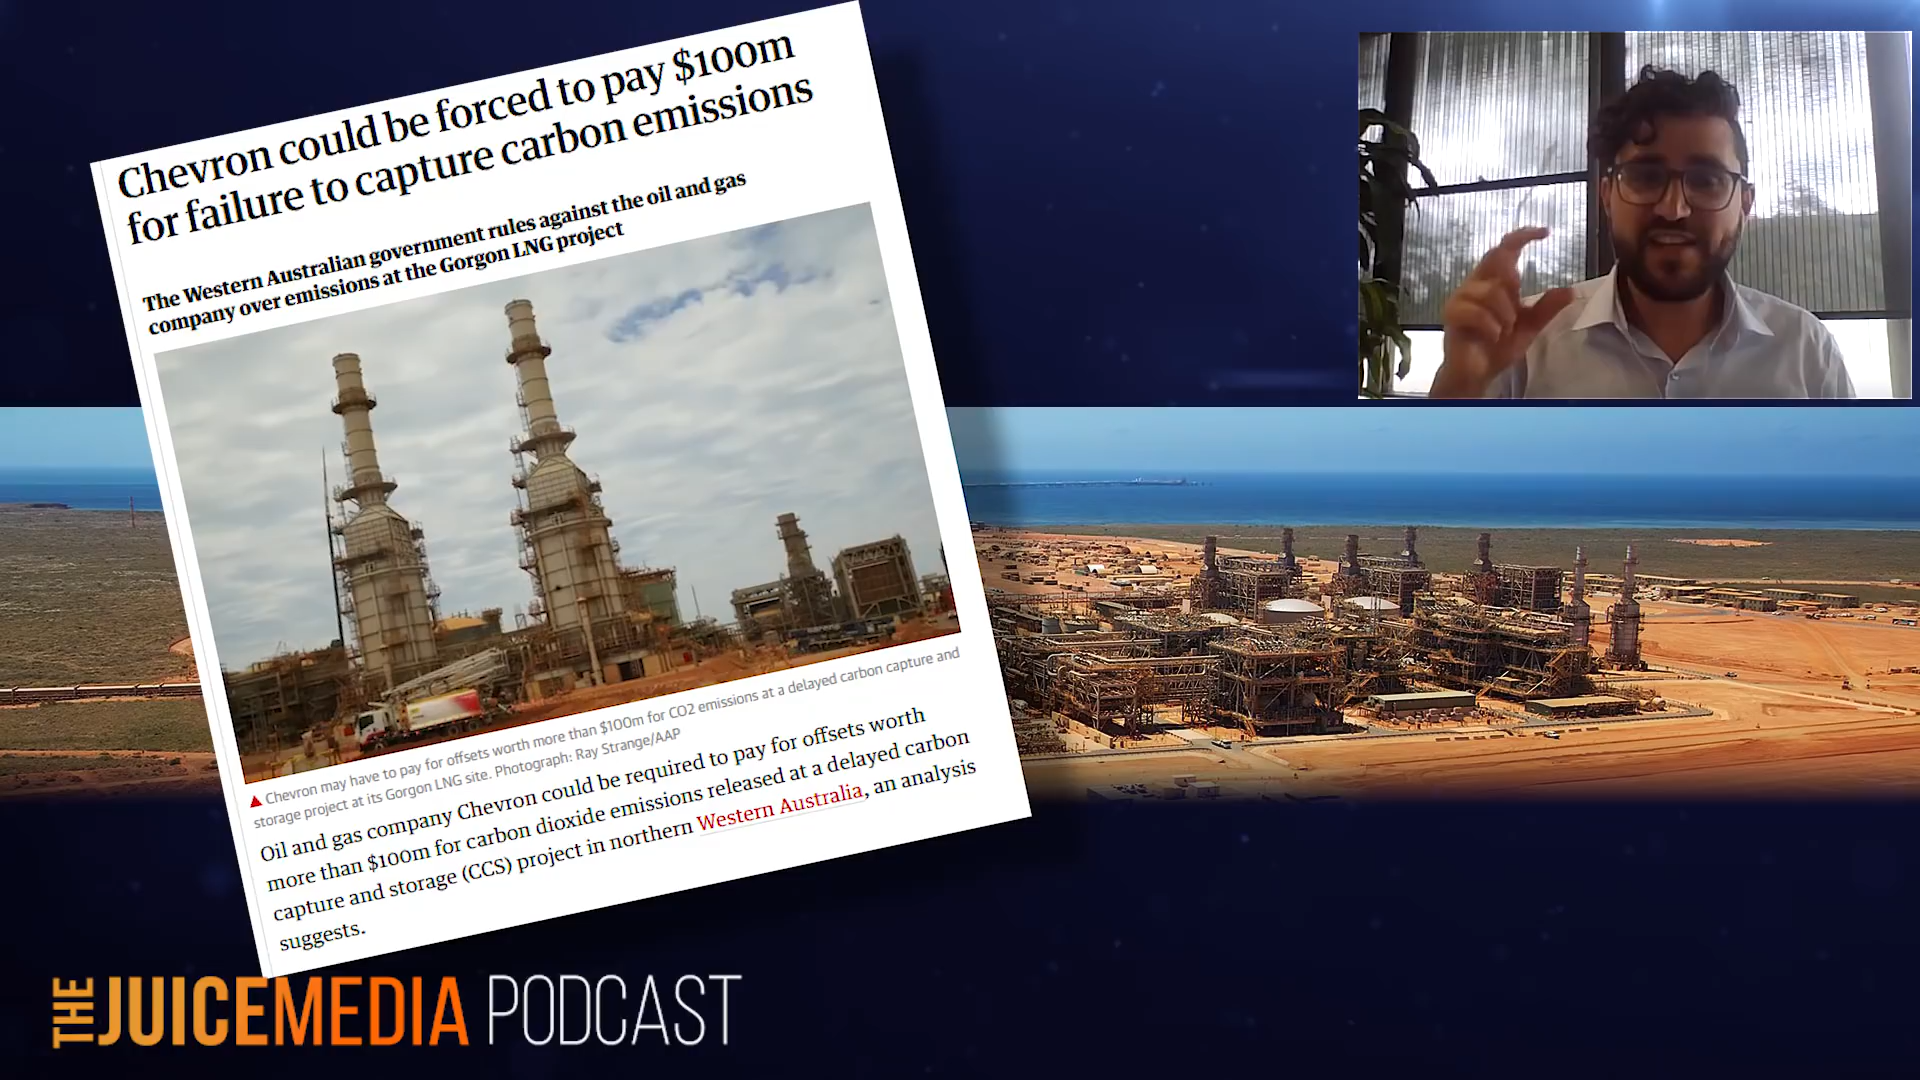 Chevron could be forced to pay $100m
for failure to capture carbon emissions
The Western Australian government rules against the oil and gas
company over emissions at the Gorgon LNG project
Chevron may have to pay for offsets worth more than $100m for CO2 emissions at a delayed carbon capture and
storage project at its Gorgon LNG site. Photograph: Ray Strange/AAP
Oil and gas company Chevron could be required to pay for offsets worth
more than $100m for carbon dioxide emissions released at a delayed carbon
capture and storage (CCS) project in northern Western Australia, an analysis
suggests.
THE JUICEMEDIA PODCAST